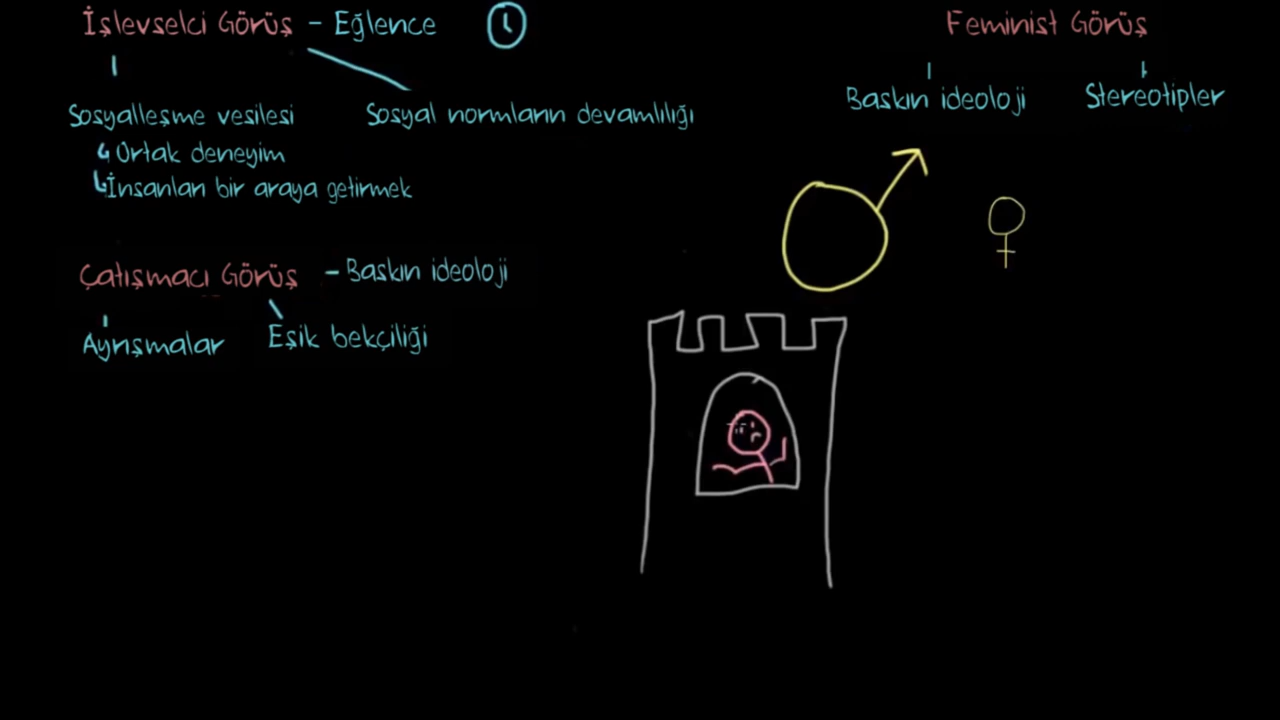 İşlevselci Görüş - Eğlence
Sosyalleşme vesilesi
Sosyal normların devamlılığı
↳ Ortak deneyim
↳ İnsanları bir araya getirmek
Çatışmacı Görüş - Baskın ideoloji
Ayrışmalar
Eşik bekçiliği
Feminist Görüş
Baskın ideoloji
Stereotipler